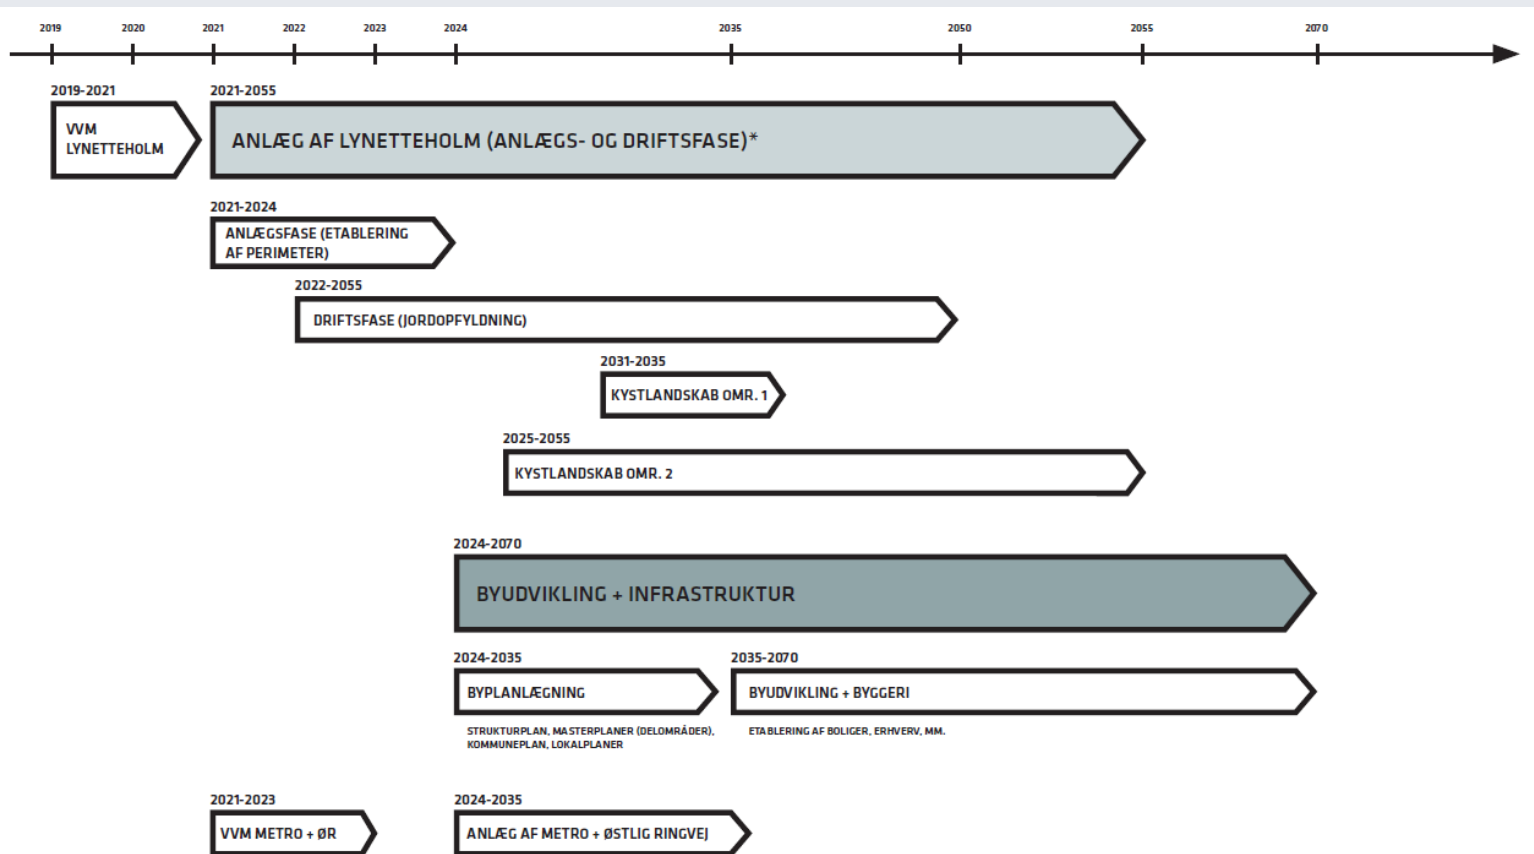 2019 2020 2021 2022 2023 2024 2035 2050 2055 2070
2019-2021
VVM
LYNETTEHOLM
2021-2055
ANLÆG AF LYNETTEHOLM (ANLÆGS- OG DRIFTSFASE)*
2021-2024
ANLÆGSFASE (ETABLERING
AF PERIMETER)
2022-2055
DRIFTSFASE (JORDOPFYLDNING)
2031-2035
KYSTLANDSKAB OMR. 1
2025-2055
KYSTLANDSKAB OMR. 2
2024-2070
BYUDVIKLING + INFRASTRUKTUR
2024-2035
BYPLANLÆGNING
STRUKTURPLAN, MASTERPLANER (DELOMRÅDER),
KOMMUNEPLAN, LOKALPLANER
2035-2070
BYUDVIKLING + BYGGERI
ETABLERING AF BOLIGER, ERHVERV, MM.
2021-2023
VVM METRO + ØR
2024-2035
ANLÆG AF METRO + ØSTLIG RINGVEJ